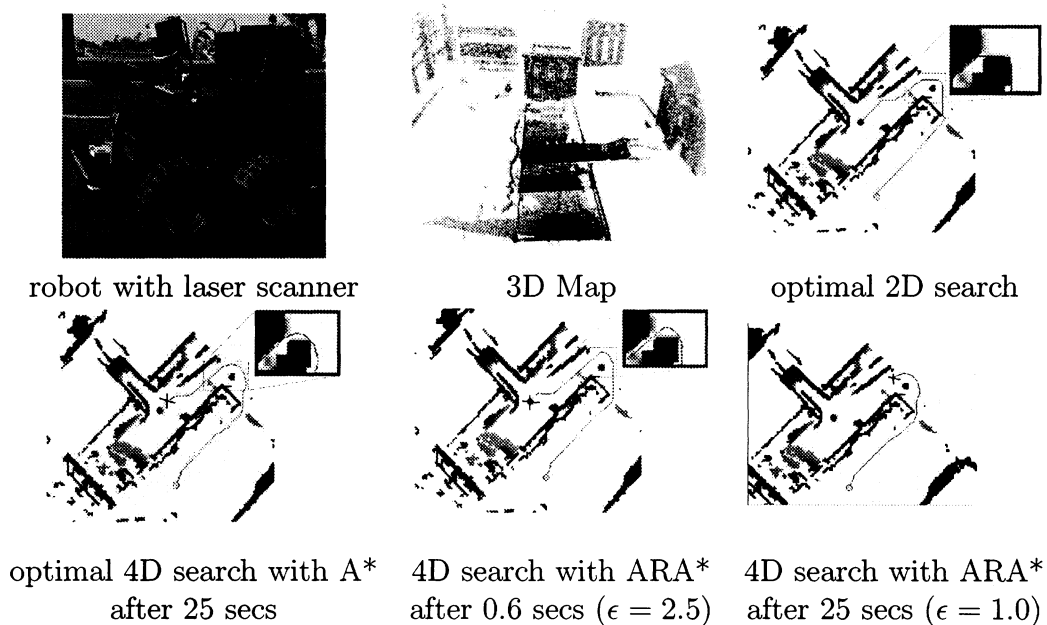 robot with laser scanner
3D Map
optimal 2D search
optimal 4D search with A*
after 25 secs
4D search with ARA*
after 0.6 secs (ϵ = 2.5)
4D search with ARA*
after 25 secs (ϵ = 1.0)